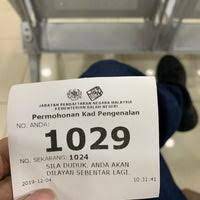 JABATAN PENDAFTARAN NEGARA MALAYSIA
KEMENTERIAN DALAM NEGERI
Permohonan Kad Pengenalan
NO. ANDA:
1029
NO. SEKARANG: 1024
SILA DUDUK, ANDA AKAN
DILAYAN SEBENTAR LAGI.
2019-12-04 10:31:41